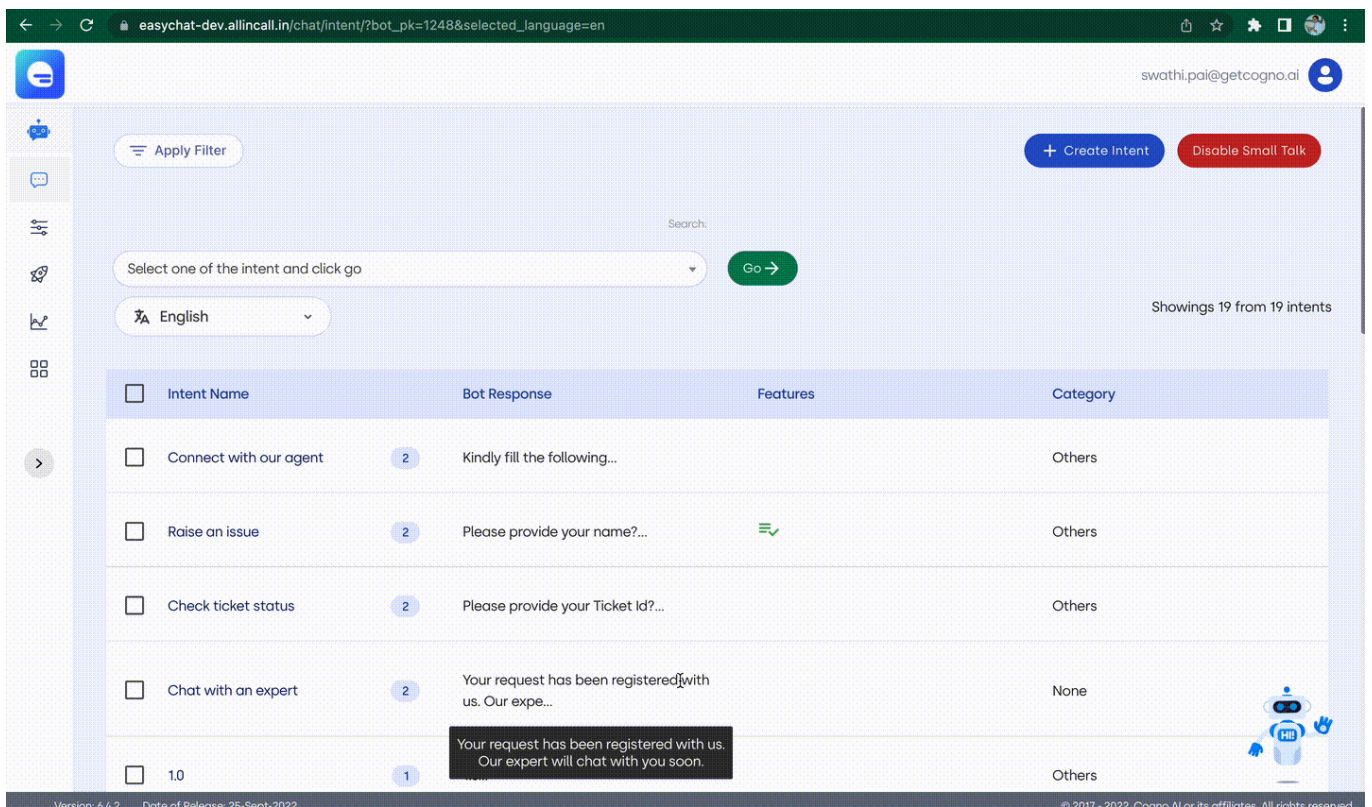 easychat-dev.allincall.in/chat/intent/?bot_pk=1248&selected_language=en
swathi.pai@getcogno.ai
Apply Filter
+ Create Intent
Disable Small Talk
Search:
Select one of the intent and click go
Go
English
Showings 19 from 19 intents
Intent Name Bot Response Features Category
Connect with our agent 2 Kindly fill the following... Others
Raise an issue 2 Please provide your name?... Others
Check ticket status 2 Please provide your Ticket Id?... Others
Chat with an expert 2 Your request has been registered with None
us. Our expe...
Your request has been registered with us.
Our expert will chat with you soon.
HI!
1.0 1 Others
Version: 6.4.2 Date of Release: 25-Sept-2022 © 2017 - 2022, Cogno AI or its affiliates. All rights reserved.